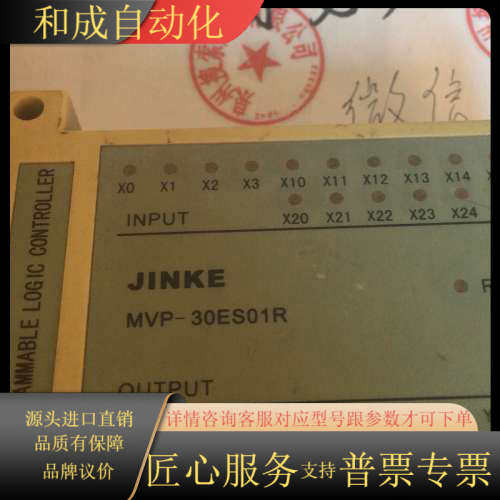 和成自动化
微信
X0 X1 X2 X3 X10 X11 X12 X13 X14
INPUT X20 X21 X22 X23 X24
JINKE
MVP-30ES01R
AMMABLE LOGIC CONTROLLER
OUTPUT
源头进口直销
品质有保障
品牌议价
详情咨询客服对应型号跟参数才可下单
匠心服务支持普票专票